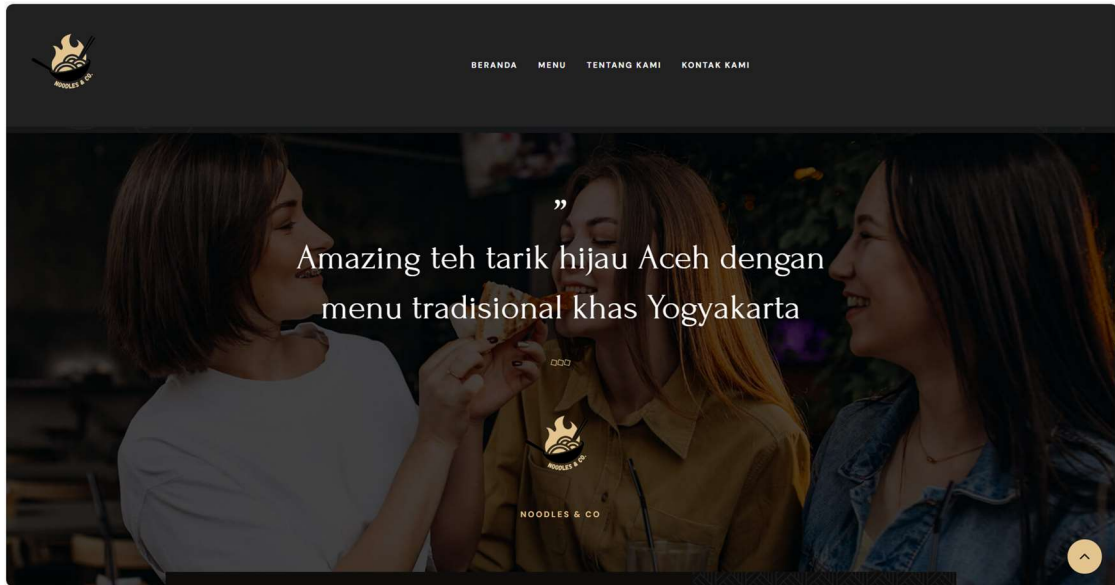 NOODLES & CO.
BERANDA MENU TENTANG KAMI KONTAK KAMI
”
Amazing teh tarik hijau Aceh dengan
menu tradisional khas Yogyakarta
NOODLES & CO.
NOODLES & CO